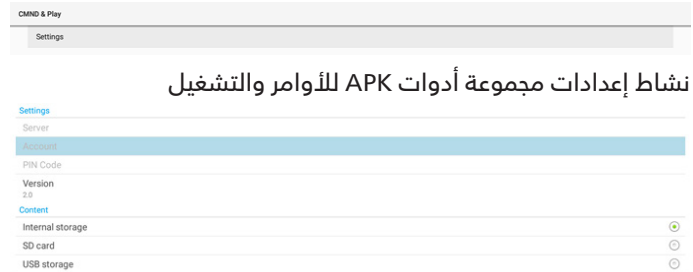 CMND & Play
Settings
نشاط إعدادات مجموعة أدوات APK للأوامر والتشغيل
Settings
Server
Account
PIN Code
Version
2.0
Content
Internal storage
SD card
USB storage